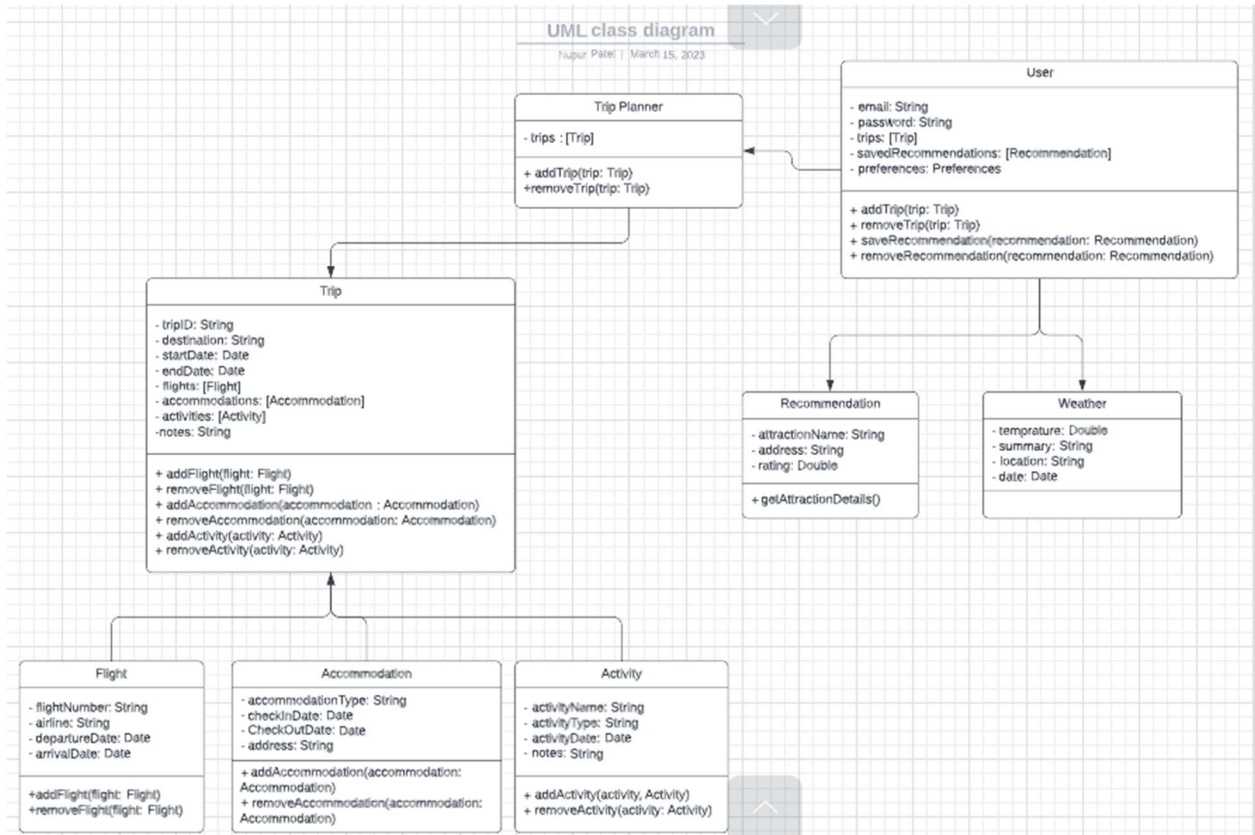 UML class diagram
Nupur Patel | March 15, 2023
Trip Planner
- trips : [Trip]
+ addTrip(trip: Trip)
+removeTrip(trip: Trip)
User
- email: String
- password: String
- trips: [Trip]
- savedRecommendations: [Recommendation]
- preferences: Preferences
+ addTrip(trip: Trip)
+ removeTrip(trip: Trip)
+ saveRecommendation(recommendation: Recommendation)
+ removeRecommendation(recommendation: Recommendation)
Trip
- tripID: String
- destination: String
- startDate: Date
- endDate: Date
- flights: [Flight]
- accommodations: [Accommodation]
- activities: [Activity]
-notes: String
+ addFlight(flight: Flight)
+ removeFlight(flight: Flight)
+ addAccommodation(accommodation : Accommodation)
+ removeAccommodation(accommodation: Accommodation)
+ addActivity(activity: Activity)
+ removeActivity(activity: Activity)
Recommendation
- attractionName: String
- address: String
- rating: Double
+ getAttractionDetails()
Weather
- temprature: Double
- summary: String
- location: String
- date: Date
Flight
- flightNumber: String
- airline: String
- departureDate: Date
- arrivalDate: Date
+addFlight(flight: Flight)
+removeFlight(flight: Flight)
Accommodation
- accommodationType: String
- checkInDate: Date
- CheckOutDate: Date
- address: String
+ addAccommodation(accommodation:
Accommodation)
+ removeAccommodation(accommodation:
Accommodation)
Activity
- activityName: String
- activityType: String
- activityDate: Date
- notes: String
+ addActivity(activity, Activity)
+ removeActivity(activity: Activity)